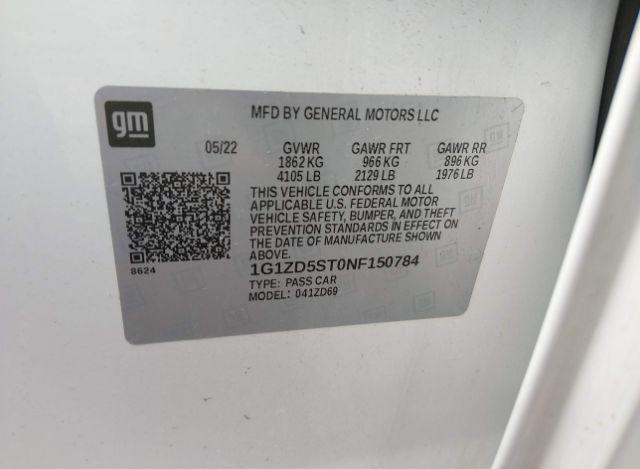 gm
MFD BY GENERAL MOTORS LLC
05/22 GVWR GAWR FRT GAWR RR
1862 KG 966 KG 896 KG
4105 LB 2129 LB 1976 LB
THIS VEHICLE CONFORMS TO ALL
APPLICABLE U.S. FEDERAL MOTOR
VEHICLE SAFETY, BUMPER, AND THEFT
PREVENTION STANDARDS IN EFFECT ON
THE DATE OF MANUFACTURE SHOWN
ABOVE.
8624
1G1ZD5ST0NF150784
TYPE: PASS CAR
MODEL: 041ZD69